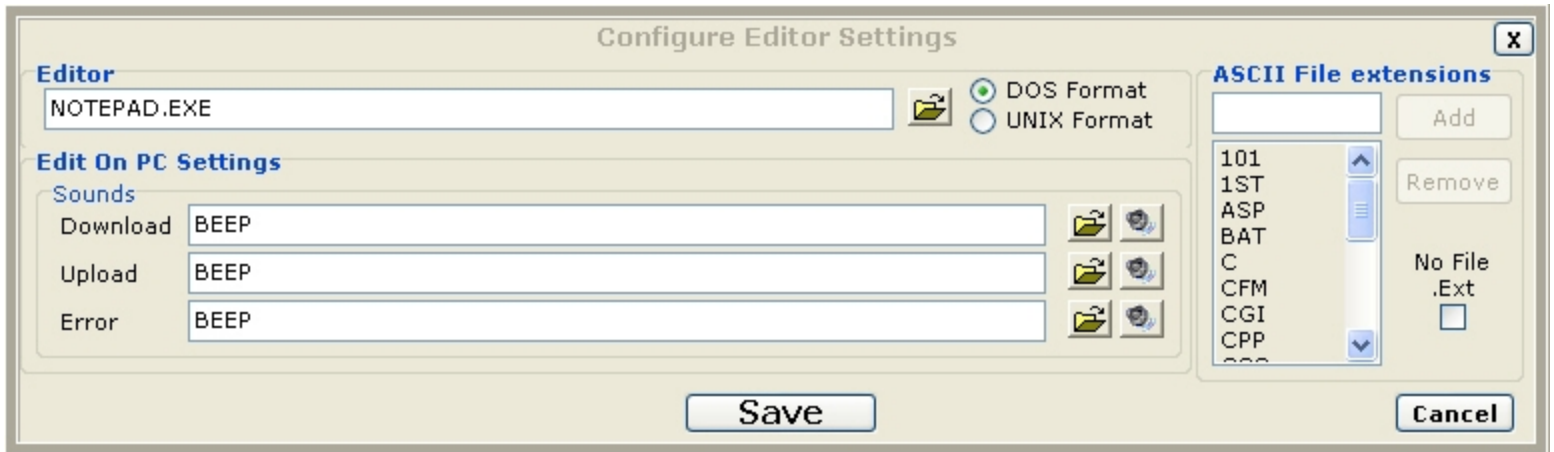 Configure Editor Settings
X
Editor
NOTEPAD.EXE
DOS Format
UNIX Format
Edit On PC Settings
Sounds
Download BEEP
Upload BEEP
Error BEEP
ASCII File extensions
Add
Remove
101
1ST
ASP
BAT
C
CFM
CGI
CPP
No File
.Ext
Save
Cancel